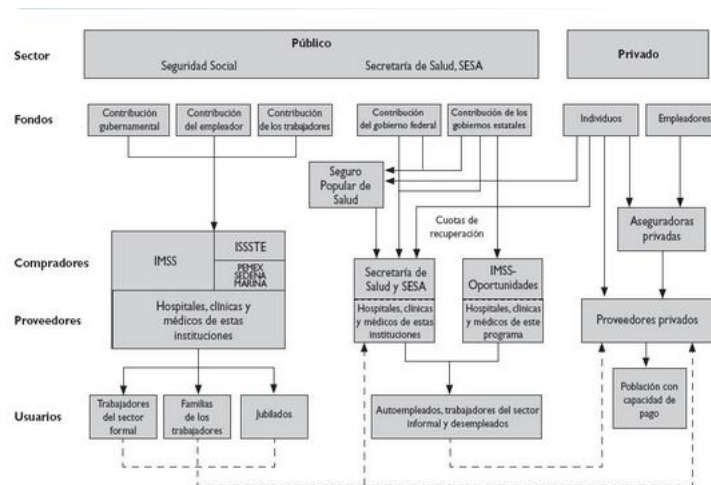 Sector
Público
Seguridad Social
Secretaría de Salud, SESA
Privado
Fondos
Contribución
gubernamental
Contribución
del empleador
Contribución
de los trabajadores
Contribución
del gobierno federal
Contribución de los
gobiernos estatales
Individuos
Empleadores
Seguro
Popular de
Salud
Cuotas de
recuperación
Aseguradoras
privadas
Compradores
IMSS
ISSSTE
PEMEX
SEDENA
MARINA
Secretaría de
Salud y SESA
IMSS-
Oportunidades
Proveedores
Hospitales, clínicas y
médicos de estas
instituciones
Hospitales, clínicas
y médicos de estas
instituciones
Hospitales, clínicas
y médicos de este
programa
Proveedores privados
Usuarios
Trabajadores
del sector
formal
Familias
de los
trabajadores
Jubilados
Autoempleados, trabajadores del sector
informal y desempleados
Población con
capacidad de
pago